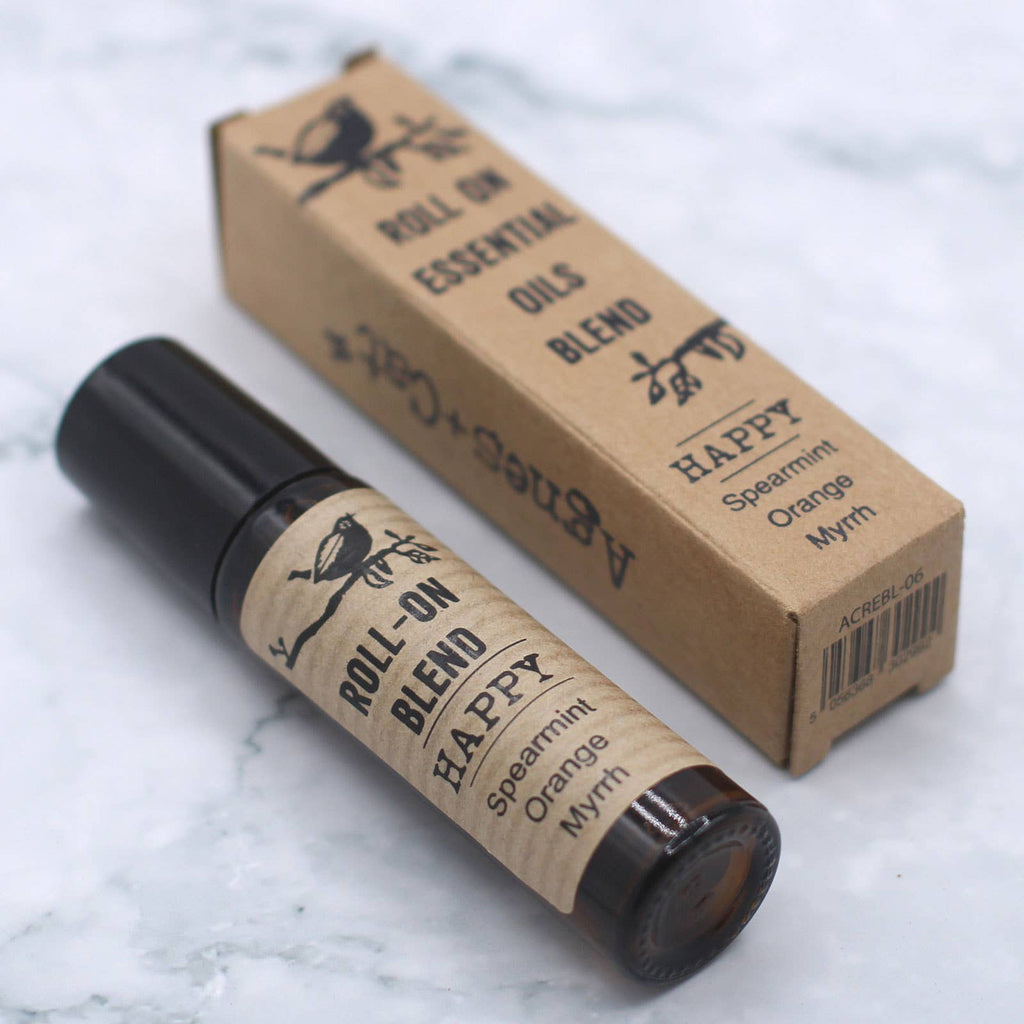 ROLL ON
ESSENTIAL
OILS
BLEND
HAPPY
Spearmint
Orange
Myrrh
Agnes+Cat
ACREBL-06
ROLL-ON
BLEND
HAPPY
Spearmint
Orange
Myrrh